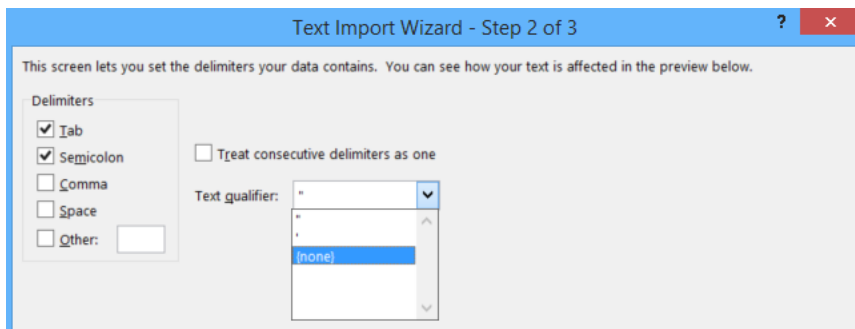 Text Import Wizard - Step 2 of 3
?
×
This screen lets you set the delimiters your data contains. You can see how your text is affected in the preview below.
Delimiters
Tab
Semicolon
Comma
Space
Other:
Treat consecutive delimiters as one
Text qualifier: "
"
'
{none}